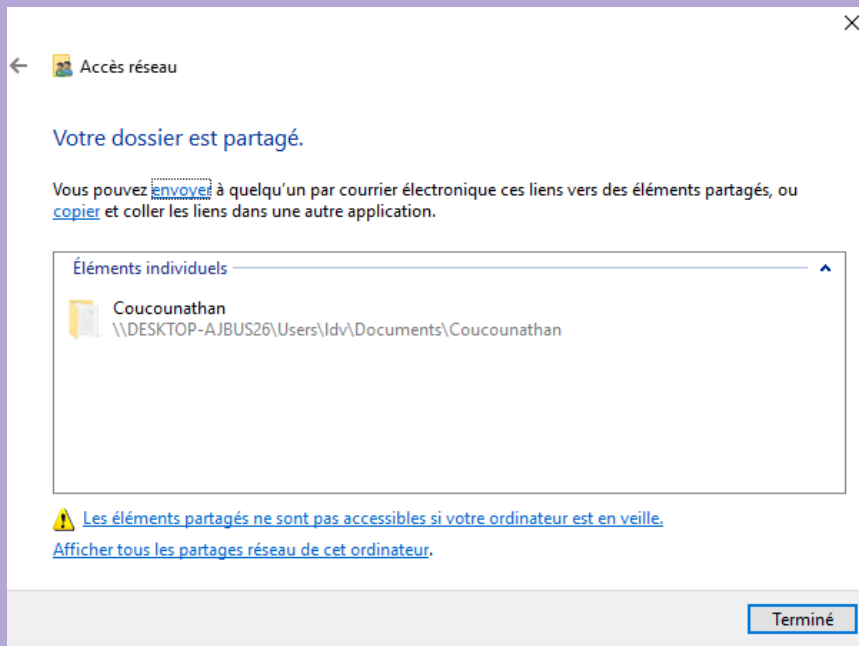 Accès réseau
Votre dossier est partagé.
Vous pouvez envoyer à quelqu'un par courrier électronique ces liens vers des éléments partagés, ou
copier et coller les liens dans une autre application.
Éléments individuels
Coucounathan
\\DESKTOP-AJBUS26\Users\ldv\Documents\Coucounathan
Les éléments partagés ne sont pas accessibles si votre ordinateur est en veille.
Afficher tous les partages réseau de cet ordinateur.
Terminé